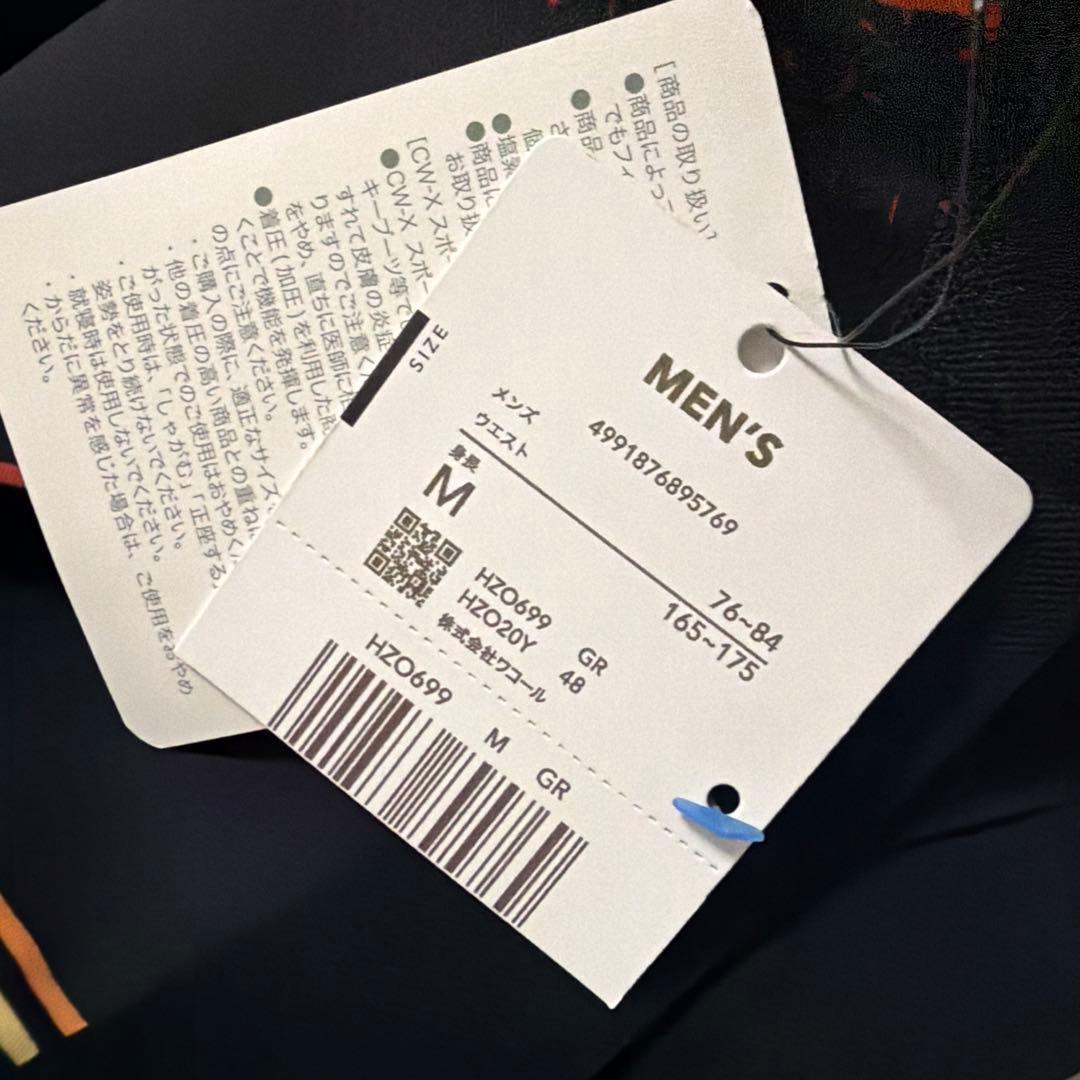 MEN'S
4991876895769
SIZE
メンズ
ウエスト 76~84
身長 165~175
M
HZO699 GR
HZO20Y 48
株式会社ワコール
HZO699 M GR
[商品の取り扱い
●商品によっ
でもフィ
●商品
さ
個
●塩素
●商品に
お取り扱
[CW-X スポー
●CW-X スポー
キーブーツ等でも
すれて皮膚の炎症
りますのでご注意く
をやめ、直ちに医師に相
●着圧(加圧)を利用した
くことで機能を発揮します。
の点にご注意ください。
・ご購入の際に、適正なサイズ
・他の着圧の高い商品との重ね
がった状態でのご使用はおやめく
・ご使用時は、「しゃがむ」「正座する」
姿勢をとり続けないでください。
・就寝時は使用しないでください。
・からだに異常を感じた場合は、ご使用をおやめ
ください。